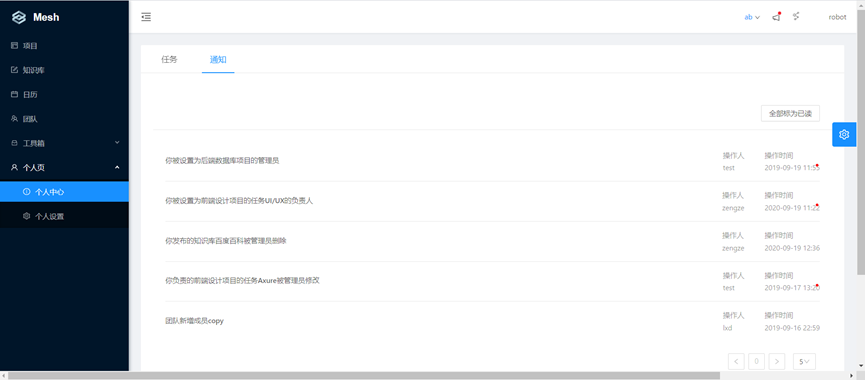 Mesh
ab
robot
项目
知识库
日历
团队
工具箱
个人页
个人中心
个人设置
任务
通知
全部标为已读
你被设置为后端数据库项目的管理员
操作人
操作时间
test
2019-09-19 11:53
你被设置为前端设计项目的任务UI/UX的负责人
操作人
操作时间
zengze
2020-09-19 11:22
你发布的知识库百度百科被管理员删除
操作人
操作时间
zengze
2020-09-19 12:36
你负责的前端设计项目的任务Axure被管理员修改
操作人
操作时间
test
2019-09-17 13:20
团队新增成员copy
操作人
操作时间
lxd
2019-09-16 22:59
0
5